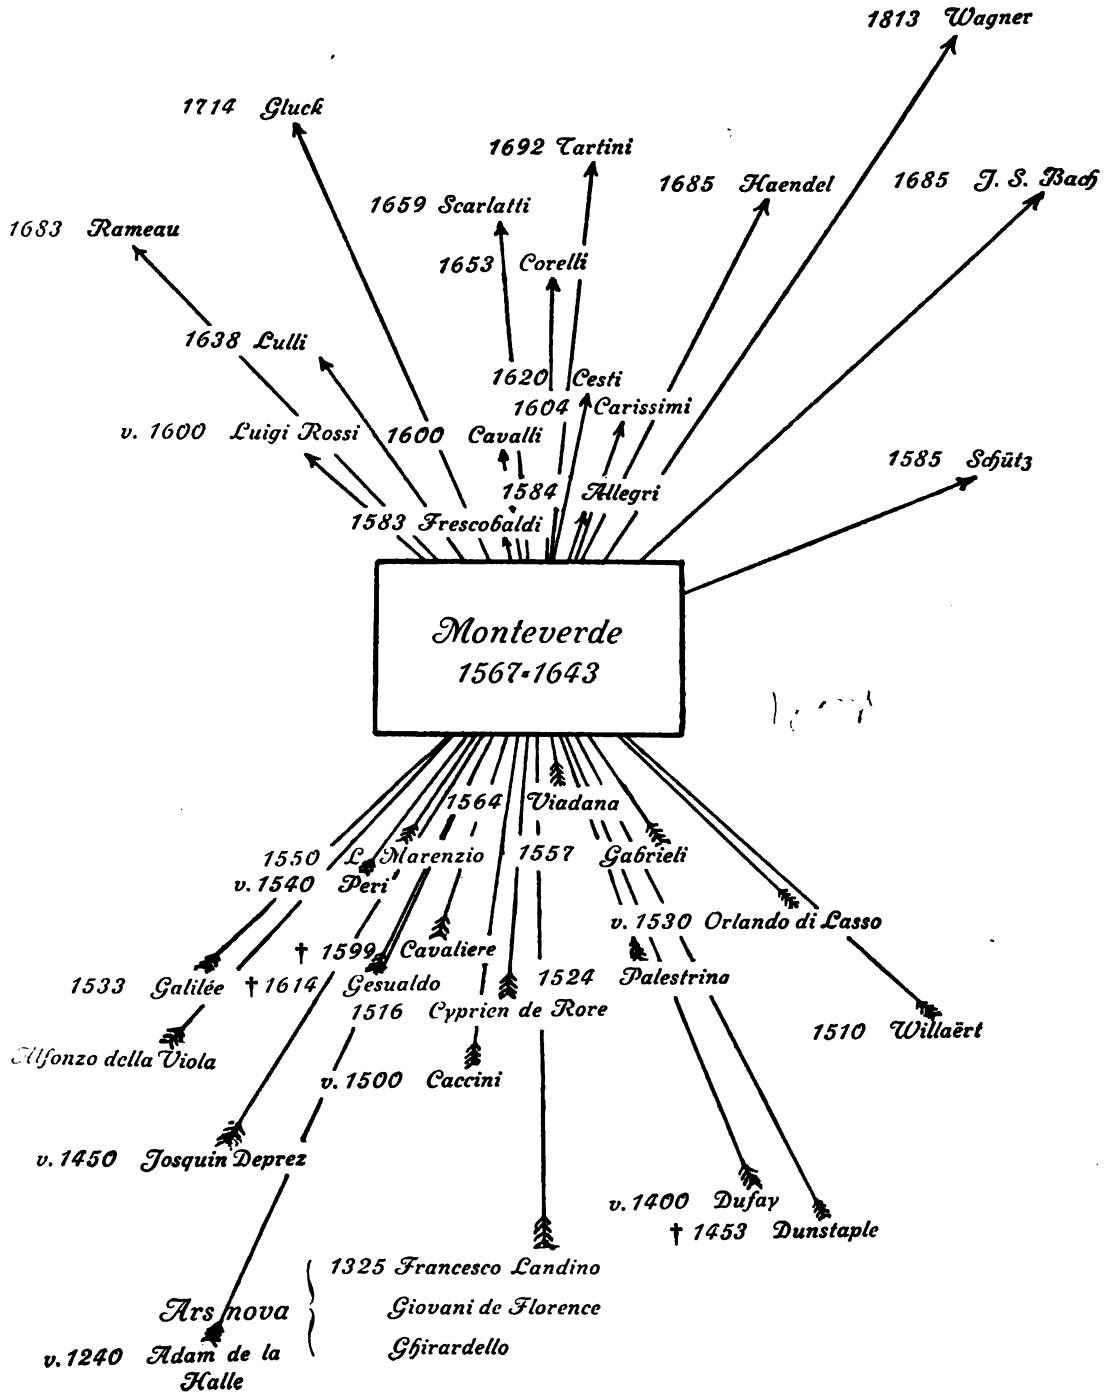 1813 Wagner
1714 Gluck
1692 Tartini
1685 Haendel
1685 J. S. Bach
1659 Scarlatti
1683 Rameau
1653 Corelli
1638 Lulli
1620 Cesti
1604 Carissimi
v. 1600 Luigi Rossi
1600 Cavalli
1585 Schütz
1584 Allegri
1583 Frescobaldi
Monteverde
1567-1643
1564 Viadana
1550 L. Marenzio
1557 Gabrieli
v. 1540 Peri
v. 1530 Orlando di Lasso
† 1599 Cavaliere
1533 Galilée
† 1614 Gesualdo
1524 Palestrina
1516 Cyprien de Rore
1510 Willaërt
Alfonzo della Viola
v. 1500 Caccini
v. 1450 Josquin Deprez
v. 1400 Dufay
† 1453 Dunstaple
1325 Francesco Landino
Ars nova
Giovani de Florence
Ghirardello
v. 1240 Adam de la
Halle